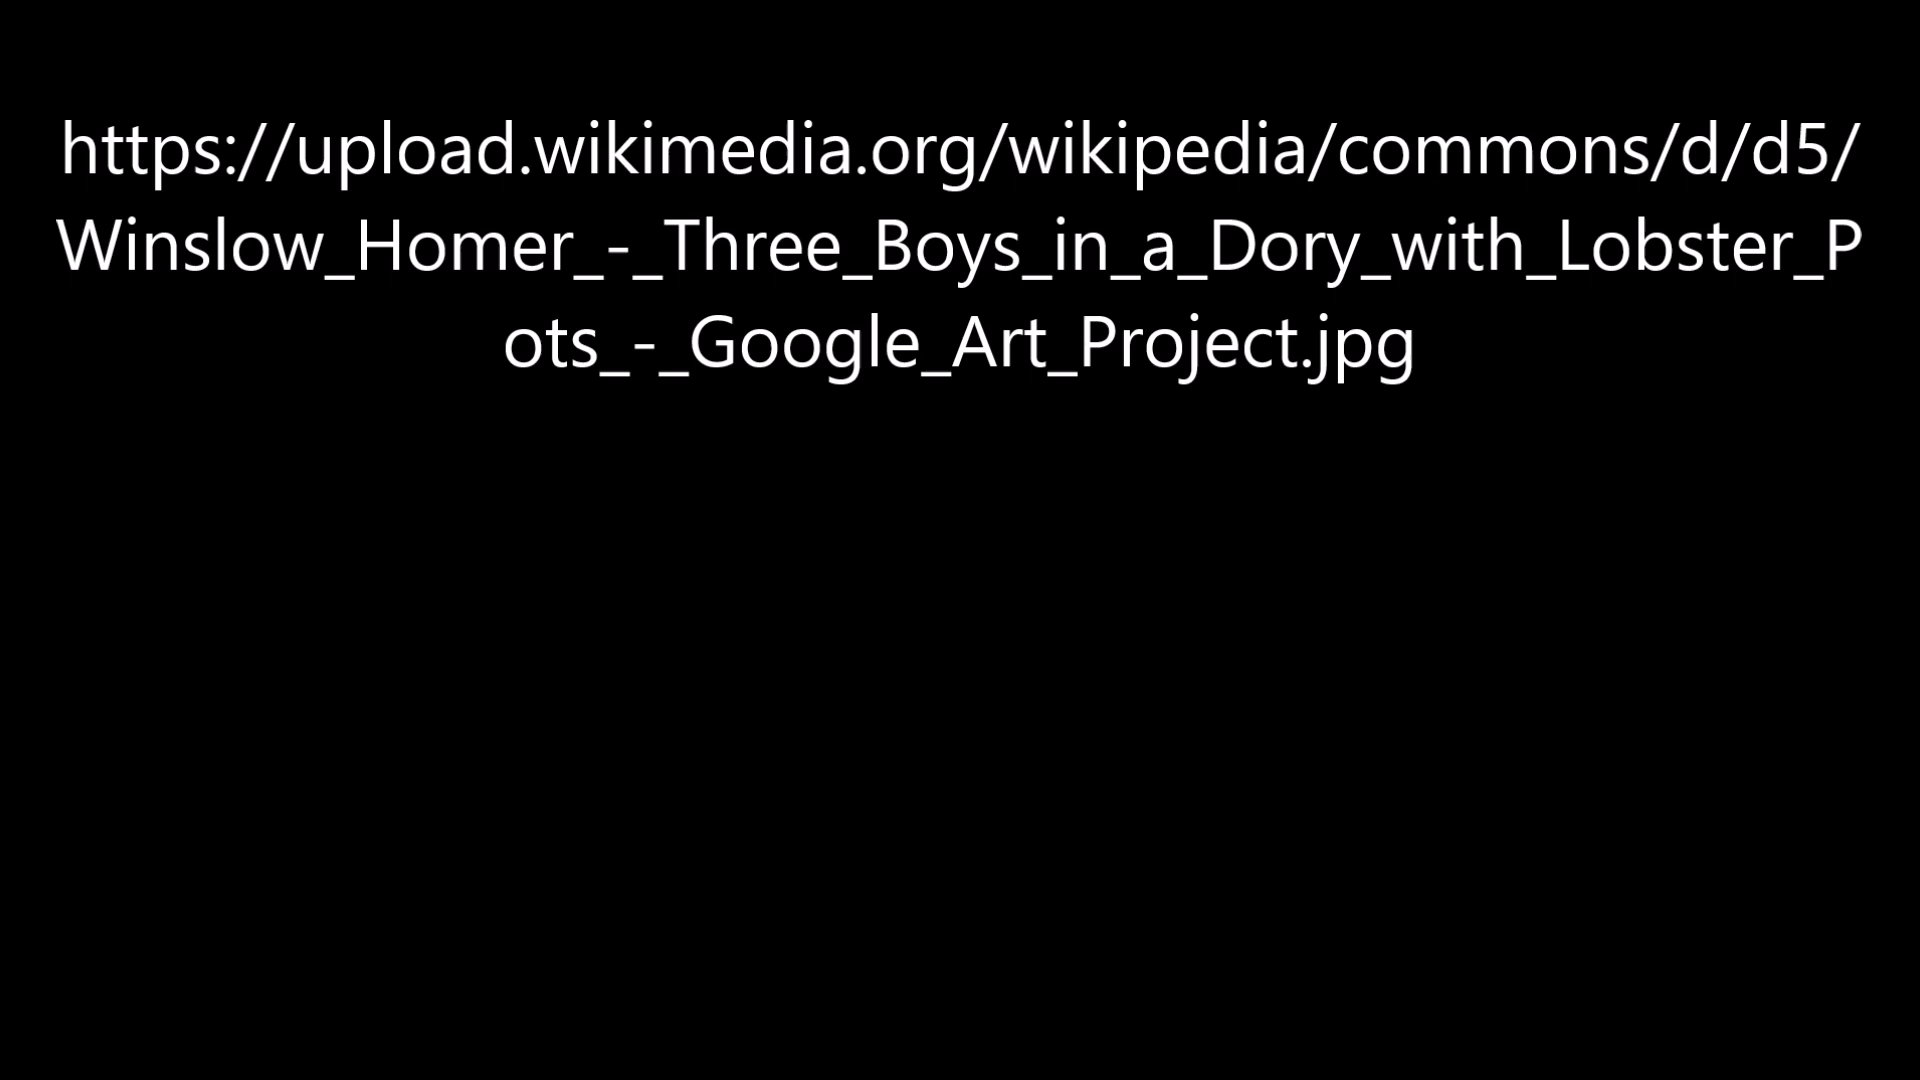 https://upload.wikimedia.org/wikipedia/commons/d/d5/
Winslow_Homer_-_Three_Boys_in_a_Dory_with_Lobster_P
ots_-_Google_Art_Project.jpg